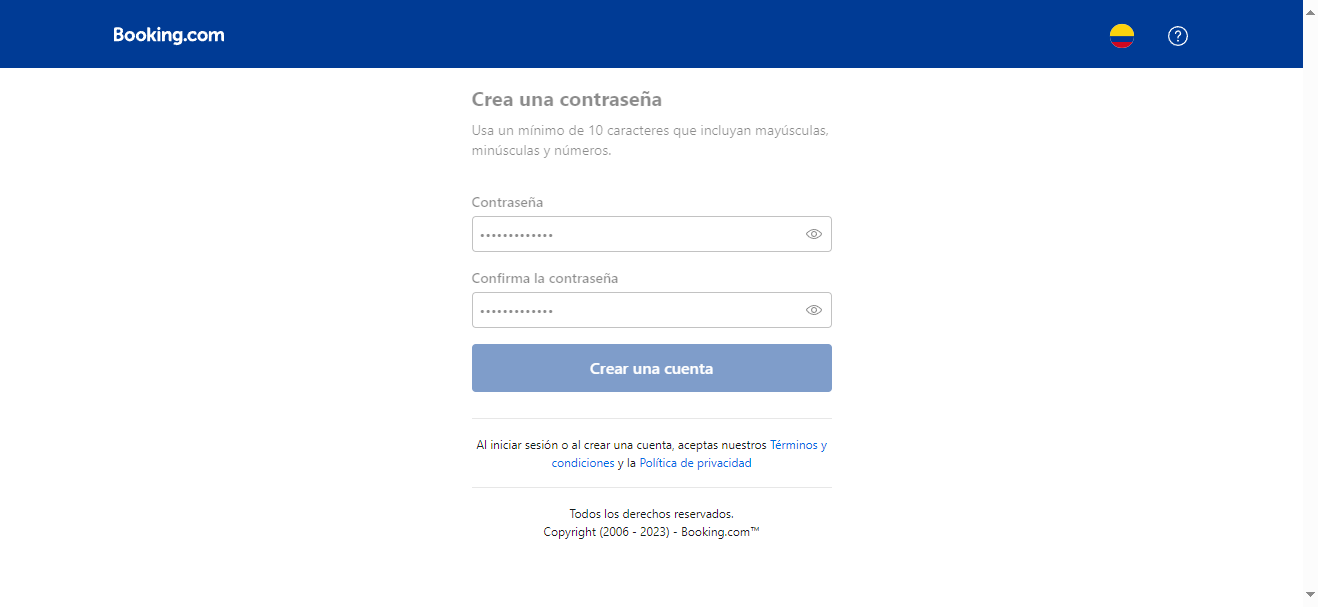 Booking.com
Crea una contraseña
Usa un mínimo de 10 caracteres que incluyan mayúsculas,
minúsculas y números.
Contraseña
•••••••••••••
Confirma la contraseña
•••••••••••••
Crear una cuenta
Al iniciar sesión o al crear una cuenta, aceptas nuestros Términos y
condiciones y la Política de privacidad
Todos los derechos reservados.
Copyright (2006 - 2023) - Booking.com™